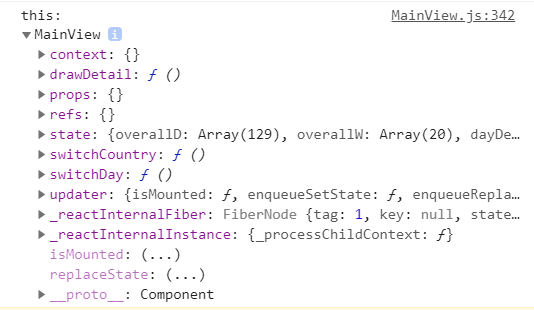 this: MainView.js:342
▼MainView i
▶context: {}
▶drawDetail: ƒ ()
▶props: {}
▶refs: {}
▶state: {overallD: Array(129), overallW: Array(20), dayDe…
▶switchCountry: ƒ ()
▶switchDay: ƒ ()
▶updater: {isMounted: ƒ, enqueueSetState: ƒ, enqueueRepla…
▶_reactInternalFiber: FiberNode {tag: 1, key: null, state…
▶_reactInternalInstance: {_processChildContext: ƒ}
isMounted: (...)
replaceState: (...)
▶__proto__: Component